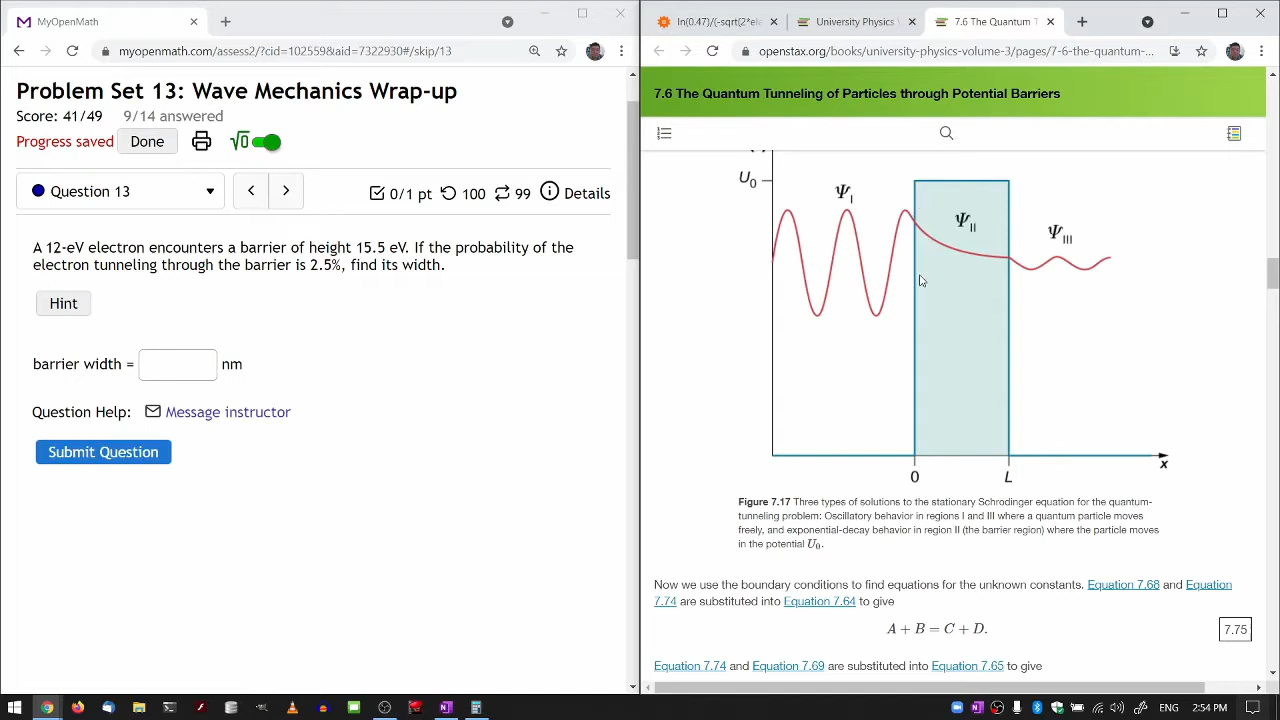 MyOpenMath
myopenmath.com/assess2/?cid=102559&aid=7322930#/skip/13
Problem Set 13: Wave Mechanics Wrap-up
Score: 41/49 9/14 answered
Progress saved Done √0
Question 13 < > 0/1 pt 100 99 Details
A 12-eV electron encounters a barrier of height 15.5 eV. If the probability of the
electron tunneling through the barrier is 2.5%, find its width.
Hint
barrier width = nm
Question Help: Message instructor
Submit Question
ln(0.47)/(-sqrt(2*ele University Physics V 7.6 The Quantum T
openstax.org/books/university-physics-volume-3/pages/7-6-the-quantum-...
7.6 The Quantum Tunneling of Particles through Potential Barriers
U₀
Ψ_I
Ψ_II
Ψ_III
0 L x
Figure 7.17 Three types of solutions to the stationary Schrödinger equation for the quantum-
tunneling problem: Oscillatory behavior in regions I and III where a quantum particle moves
freely, and exponential-decay behavior in region II (the barrier region) where the particle moves
in the potential U₀.
Now we use the boundary conditions to find equations for the unknown constants. Equation 7.68 and Equation
7.74 are substituted into Equation 7.64 to give
A + B = C + D. 7.75
Equation 7.74 and Equation 7.69 are substituted into Equation 7.65 to give
ENG 2:54 PM